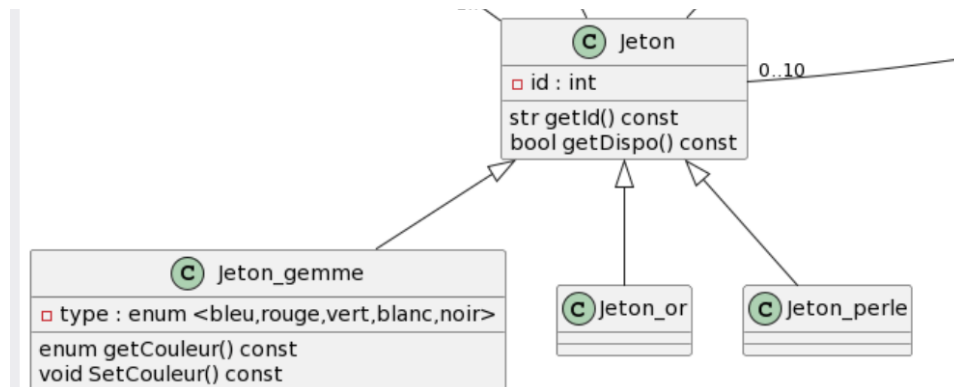 C Jeton
id : int
0..10
str getId() const
bool getDispo() const
C Jeton_gemme
type : enum <bleu,rouge,vert,blanc,noir>
enum getCouleur() const
void SetCouleur() const
C Jeton_or
C Jeton_perle